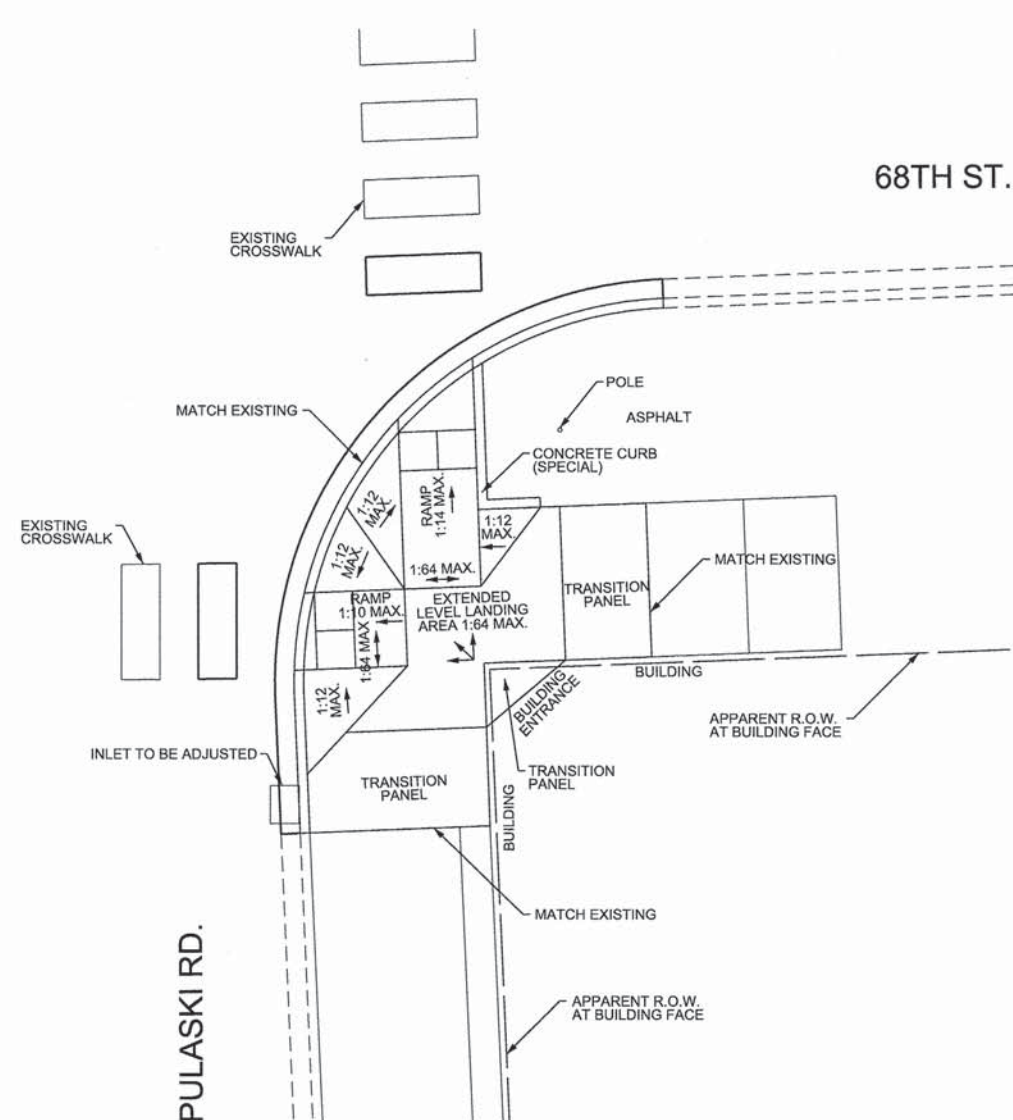 68TH ST.
EXISTING
CROSSWALK
POLE
MATCH EXISTING
ASPHALT
CONCRETE CURB
(SPECIAL)
RAMP
1:14 MAX.
1:12
MAX.
1:12
MAX.
EXISTING
CROSSWALK
1:12
MAX.
1:64 MAX.
MATCH EXISTING
TRANSITION
PANEL
RAMP
1:10 MAX.
EXTENDED
LEVEL LANDING
AREA 1:64 MAX.
1:64 MAX
1:12
MAX.
BUILDING
BUILDING
ENTRANCE
APPARENT R.O.W.
AT BUILDING FACE
INLET TO BE ADJUSTED
TRANSITION
PANEL
TRANSITION
PANEL
BUILDING
MATCH EXISTING
PULASKI RD.
APPARENT R.O.W.
AT BUILDING FACE